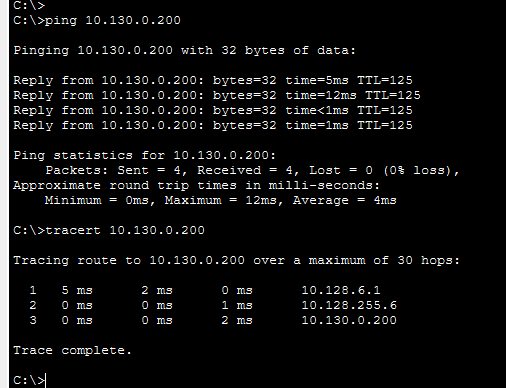 C:\>
C:\>ping 10.130.0.200
Pinging 10.130.0.200 with 32 bytes of data:
Reply from 10.130.0.200: bytes=32 time=5ms TTL=125
Reply from 10.130.0.200: bytes=32 time=12ms TTL=125
Reply from 10.130.0.200: bytes=32 time<1ms TTL=125
Reply from 10.130.0.200: bytes=32 time=1ms TTL=125
Ping statistics for 10.130.0.200:
Packets: Sent = 4, Received = 4, Lost = 0 (0% loss),
Approximate round trip times in milli-seconds:
Minimum = 0ms, Maximum = 12ms, Average = 4ms
C:\>tracert 10.130.0.200
Tracing route to 10.130.0.200 over a maximum of 30 hops:
1 5 ms 2 ms 0 ms 10.128.6.1
2 0 ms 0 ms 1 ms 10.128.255.6
3 0 ms 0 ms 2 ms 10.130.0.200
Trace complete.
C:\>